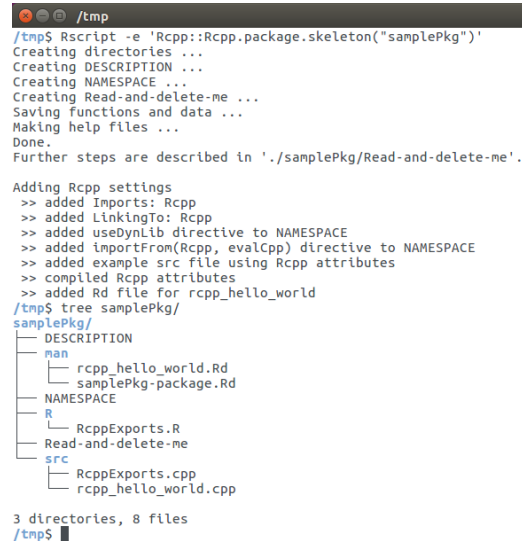 /tmp
/tmp$ Rscript -e 'Rcpp::Rcpp.package.skeleton("samplePkg")'
Creating directories ...
Creating DESCRIPTION ...
Creating NAMESPACE ...
Creating Read-and-delete-me ...
Saving functions and data ...
Making help files ...
Done.
Further steps are described in './samplePkg/Read-and-delete-me'.

Adding Rcpp settings
 >> added Imports: Rcpp
 >> added LinkingTo: Rcpp
 >> added useDynLib directive to NAMESPACE
 >> added importFrom(Rcpp, evalCpp) directive to NAMESPACE
 >> added example src file using Rcpp attributes
 >> compiled Rcpp attributes
 >> added Rd file for rcpp_hello_world
/tmp$ tree samplePkg/
samplePkg/
├── DESCRIPTION
├── man
│   ├── rcpp_hello_world.Rd
│   └── samplePkg-package.Rd
├── NAMESPACE
├── R
│   └── RcppExports.R
├── Read-and-delete-me
└── src
    ├── RcppExports.cpp
    └── rcpp_hello_world.cpp

3 directories, 8 files
/tmp$